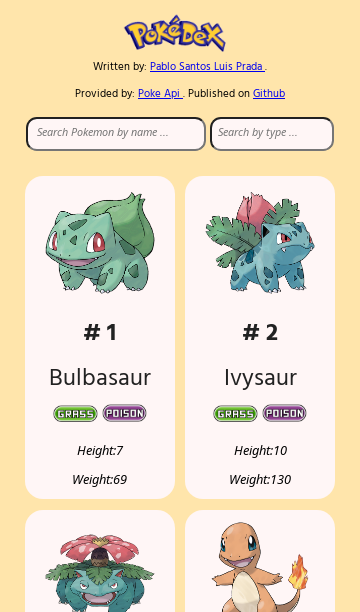 PokéDeX
Written by: Pablo Santos Luis Prada .
Provided by: Poke Api . Published on Github
Search Pokemon by name ...
Search by type ...
# 1
Bulbasaur
GRASS POISON
Height:7
Weight:69
# 2
Ivysaur
GRASS POISON
Height:10
Weight:130